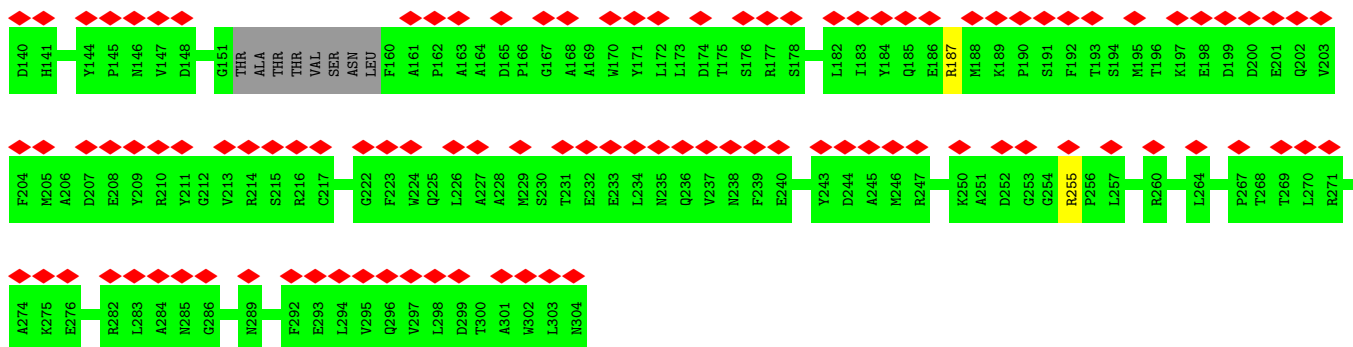 D140 H141 Y144 P145 N146 V147 D148 G151 THR ALA THR THR VAL SER ASN LEU F160 A161 P162 A163 A164 D165 P166 G167 A168 A169 W170 Y171 L172 L173 D174 T175 S176 R177 S178 L182 I183 Y184 Q185 E186 R187 M188 K189 P190 S191 F192 T193 S194 M195 T196 K197 E198 D199 D200 E201 Q202 V203
F204 M205 A206 D207 E208 Y209 R210 Y211 G212 V213 R214 S215 R216 C217 G222 F223 W224 Q225 L226 A227 A228 M229 S230 T231 E232 E233 L234 N235 Q236 V237 N238 F239 E240 Y243 D244 A245 M246 R247 K250 A251 D252 G253 G254 R255 P256 L257 R260 L264 P267 T268 T269 L270 R271
A274 K275 E276 R282 L283 A284 N285 G286 N289 F292 E293 L294 V295 Q296 V297 L298 D299 T300 A301 W302 L303 N304